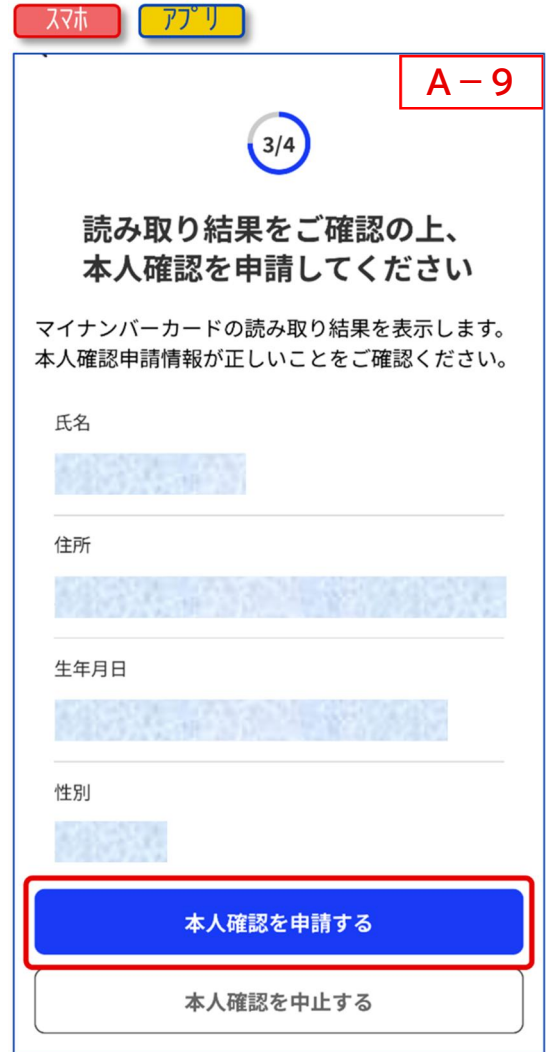 スマホ アプリ
A－9
3/4
読み取り結果をご確認の上、
本人確認を申請してください
マイナンバーカードの読み取り結果を表示します。
本人確認申請情報が正しいことをご確認ください。
氏名
住所
生年月日
性別
本人確認を申請する
本人確認を中止する